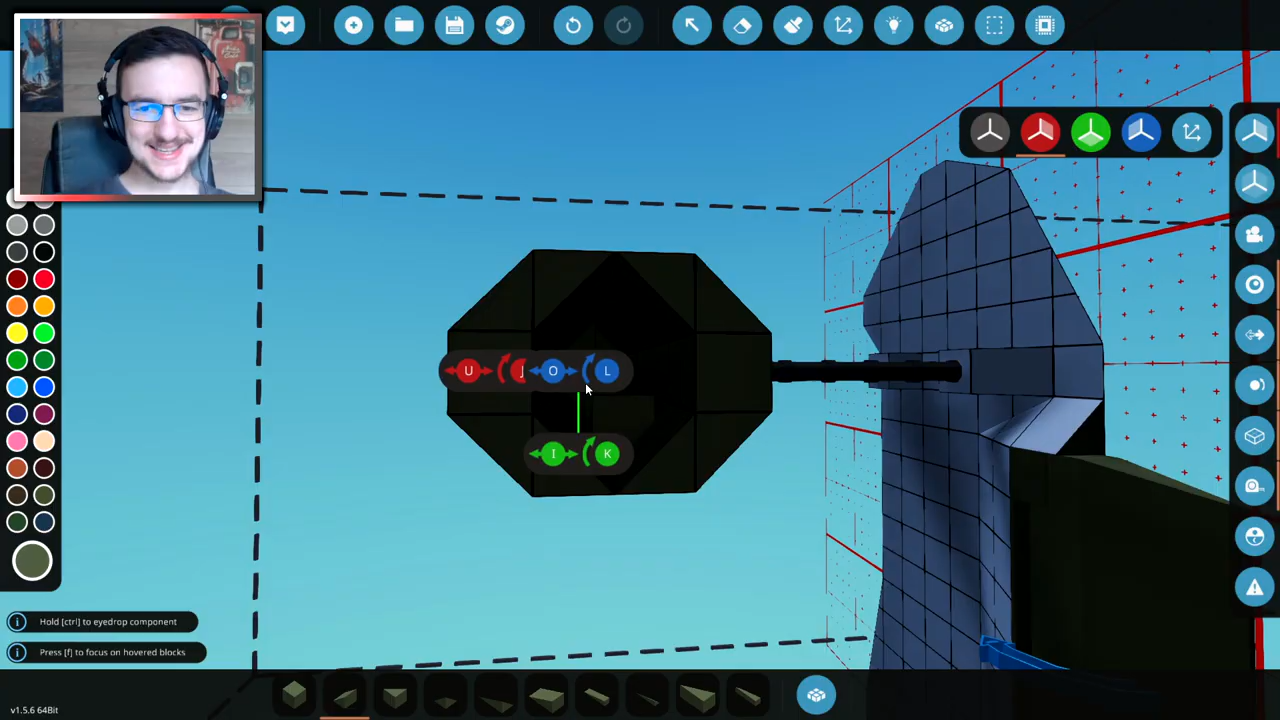 U J O L
I K
Hold [ctrl] to eyedrop component
Press [f] to focus on hovered blocks
v1.5.6 64Bit